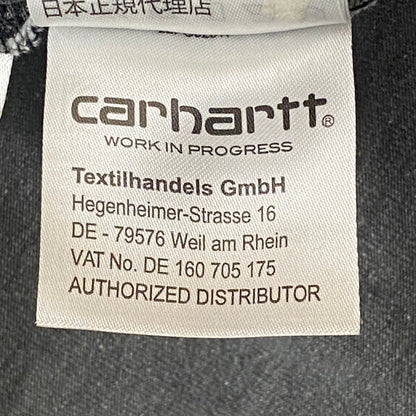 日本正規代理店
carhartt®
WORK IN PROGRESS
Textilhandels GmbH
Hegenheimer-Strasse 16
DE - 79576 Weil am Rhein
VAT No. DE 160 705 175
AUTHORIZED DISTRIBUTOR